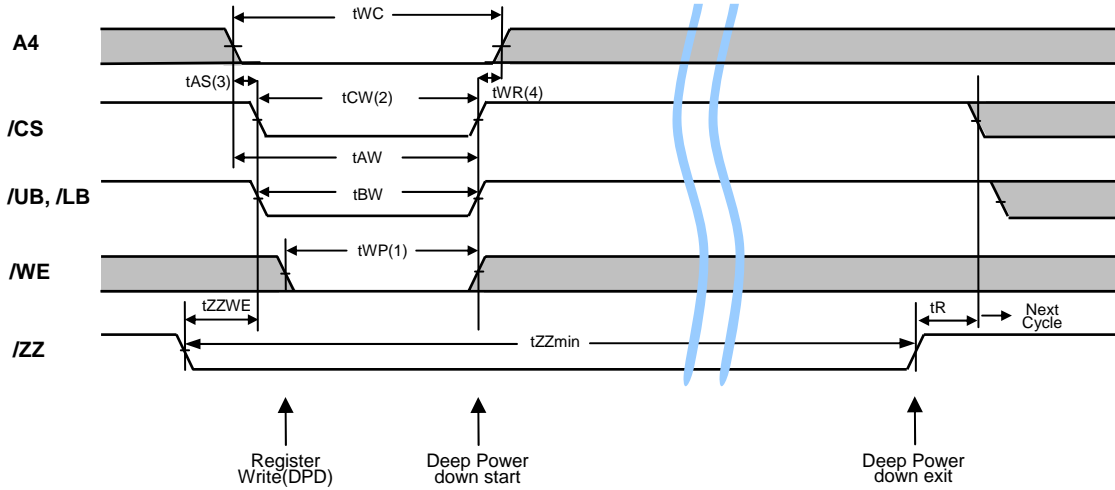 tWC
A4
tAS(3)
tCW(2)
tWR(4)
/CS
tAW
/UB, /LB
tBW
tWP(1)
/WE
tZZWE
tR
Next
Cycle
/ZZ
tZZmin
Register
Write(DPD)
Deep Power
down start
Deep Power
down exit